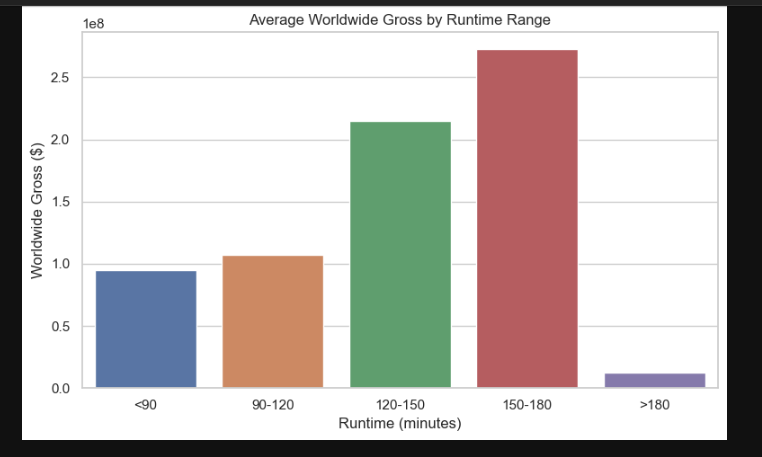 Average Worldwide Gross by Runtime Range
1e8
2.5
2.0
1.5
1.0
0.5
0.0
Worldwide Gross ($)
<90 90-120 120-150 150-180 >180
Runtime (minutes)